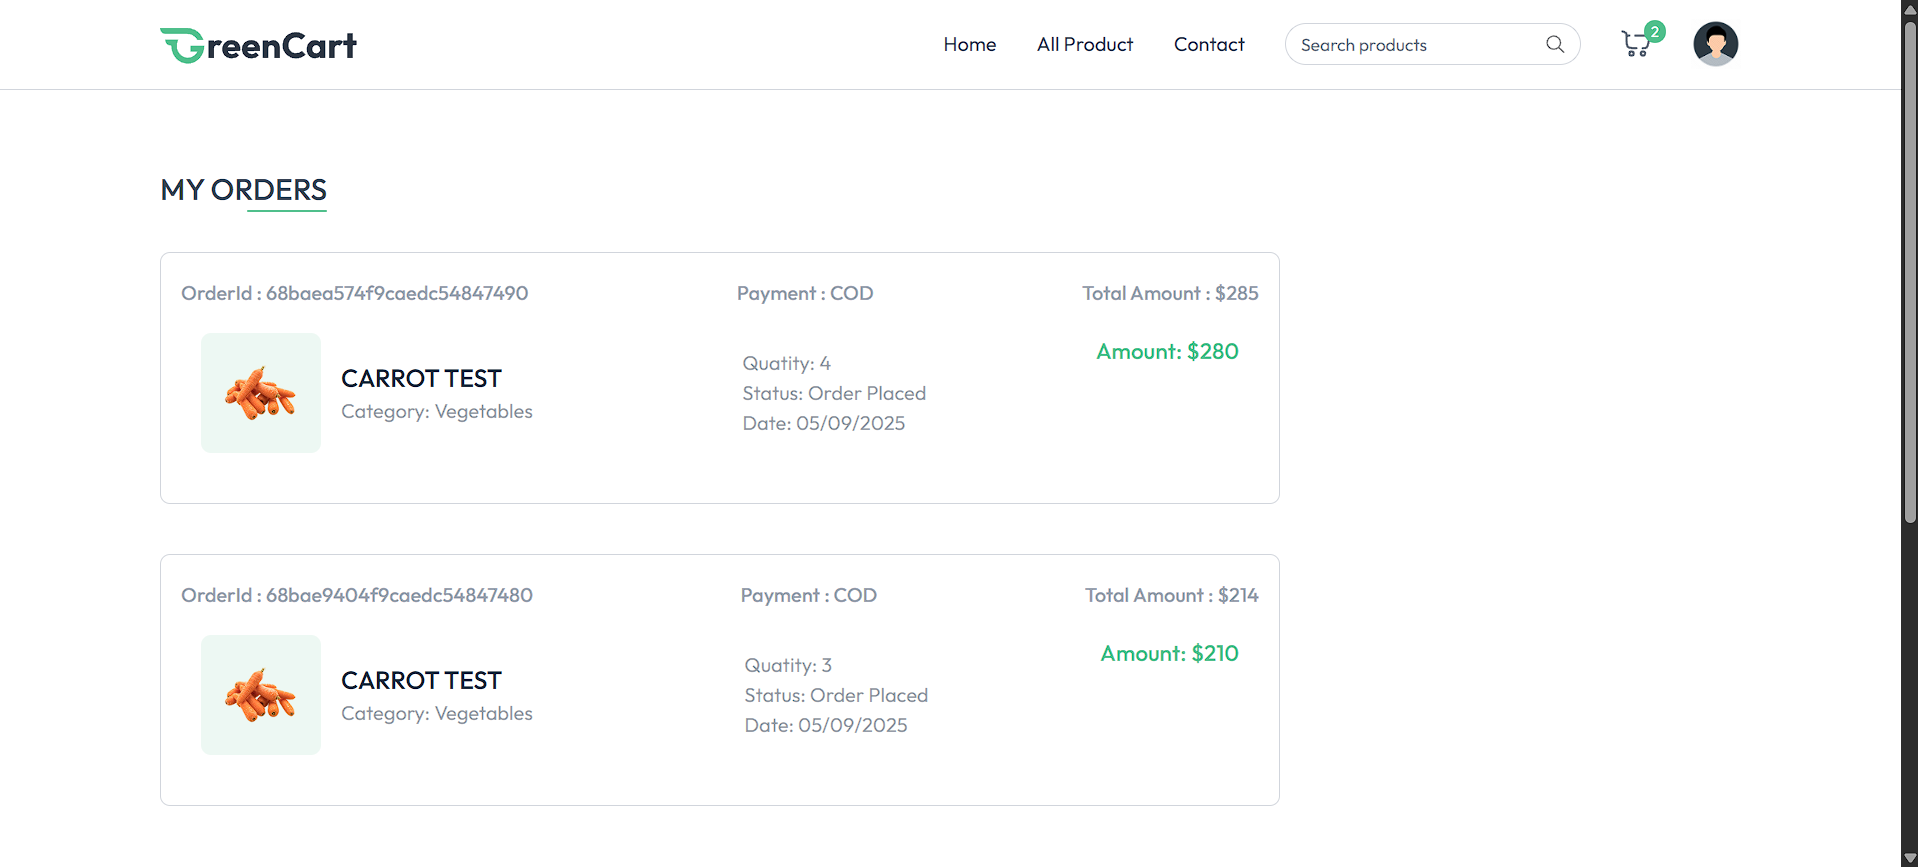 GreenCart
Home
All Product
Contact
Search products
2
MY ORDERS
OrderId : 68baea574f9caedc54847490
Payment : COD
Total Amount : $285
CARROT TEST
Category: Vegetables
Quatity: 4
Status: Order Placed
Date: 05/09/2025
Amount: $280
OrderId : 68bae9404f9caedc54847480
Payment : COD
Total Amount : $214
CARROT TEST
Category: Vegetables
Quatity: 3
Status: Order Placed
Date: 05/09/2025
Amount: $210